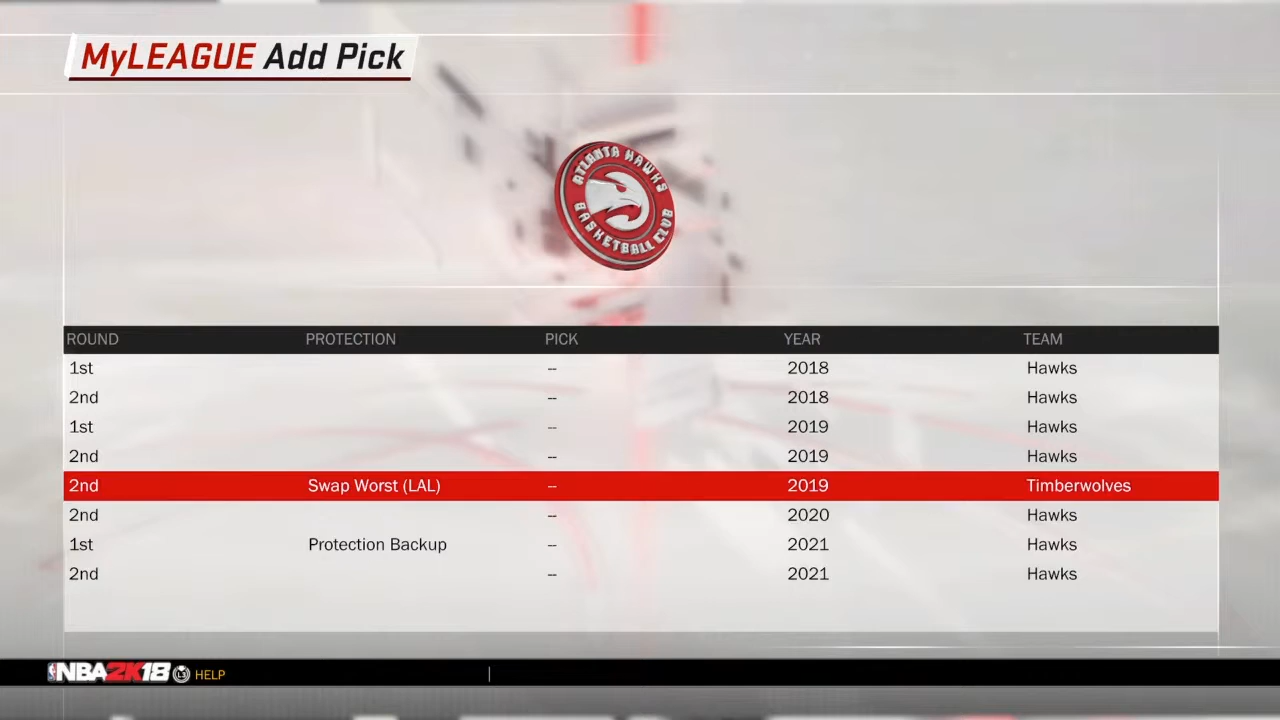 MyLEAGUE Add Pick
ATLANTA HAWKS
BASKETBALL CLUB
ROUND PROTECTION PICK YEAR TEAM
1st -- 2018 Hawks
2nd -- 2018 Hawks
1st -- 2019 Hawks
2nd -- 2019 Hawks
2nd Swap Worst (LAL) -- 2019 Timberwolves
2nd -- 2020 Hawks
1st Protection Backup -- 2021 Hawks
2nd -- 2021 Hawks
NBA2K18 HELP